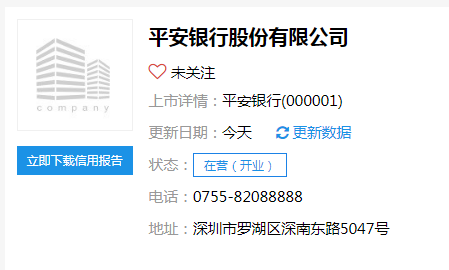 平安银行股份有限公司
未关注
上市详情：平安银行(000001)
更新日期：今天 更新数据
company
立即下载信用报告
状态：在营（开业）
电话：0755-82088888
地址：深圳市罗湖区深南东路5047号